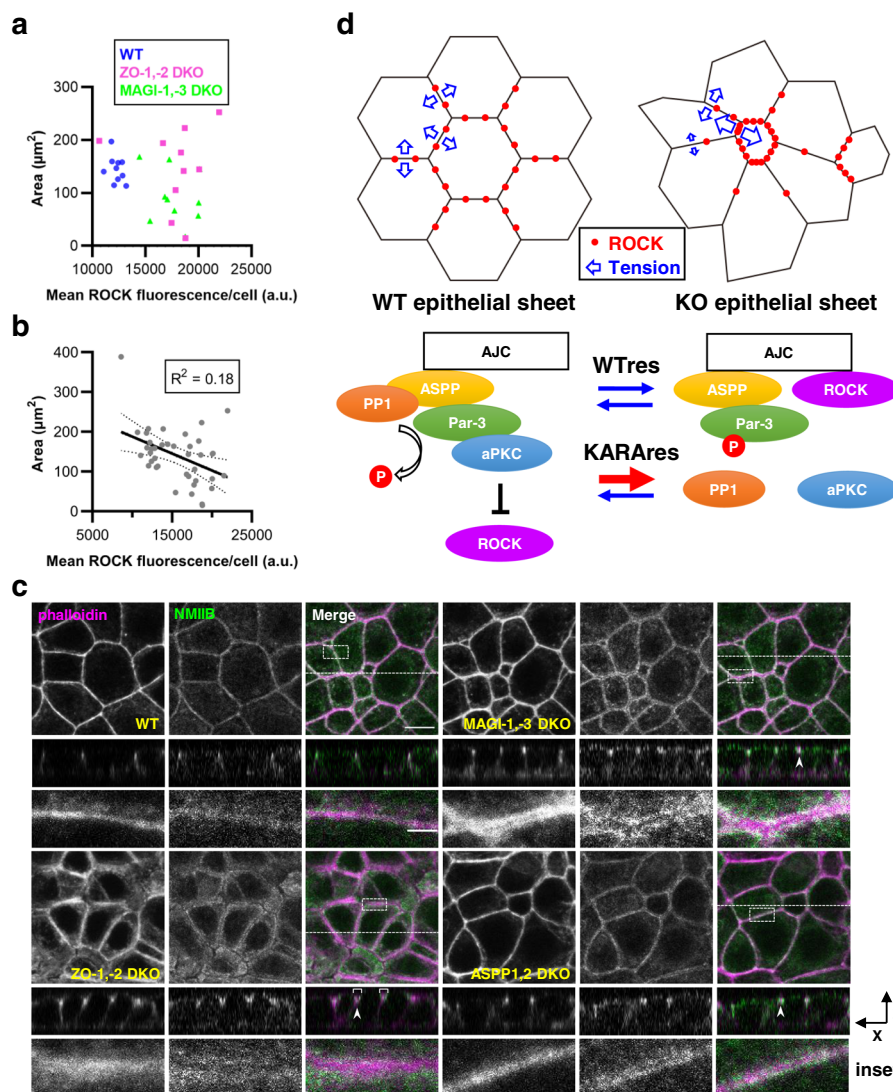 a
WT
ZO-1,-2 DKO
MAGI-1,-3 DKO
300
200
100
0
Area (µm²)
10000 15000 20000 25000
Mean ROCK fluorescence/cell (a.u.)
b
R² = 0.18
400
300
200
100
0
Area (µm²)
5000 15000 25000
Mean ROCK fluorescence/cell (a.u.)
d
ROCK
Tension
WT epithelial sheet
KO epithelial sheet
AJC
ASPP
PP1
Par-3
aPKC
P
ROCK
WTres
KARAres
AJC
ASPP
ROCK
Par-3
P
PP1
aPKC
c
phalloidin NMIIB Merge
WT
MAGI-1,-3 DKO
ZO-1,-2 DKO
ASPP1,2 DKO
X
inse